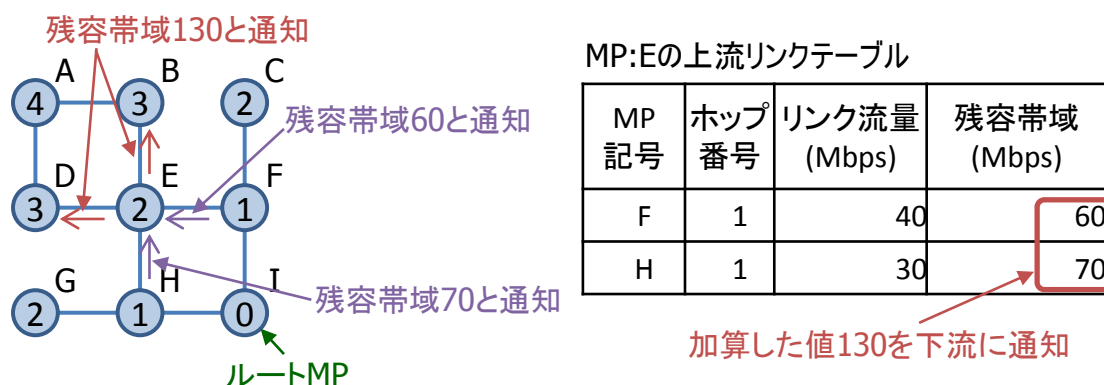 残容帯域130と通知
A
B
C
4
3
2
残容帯域60と通知
D
E
F
3
2
1
G
H
I
残容帯域70と通知
2
1
0
ルートMP
MP:Eの上流リンクテーブル
MP記号 ホップ番号 リンク流量(Mbps) 残容帯域(Mbps)
F 1 40 60
H 1 30 70
加算した値130を下流に通知